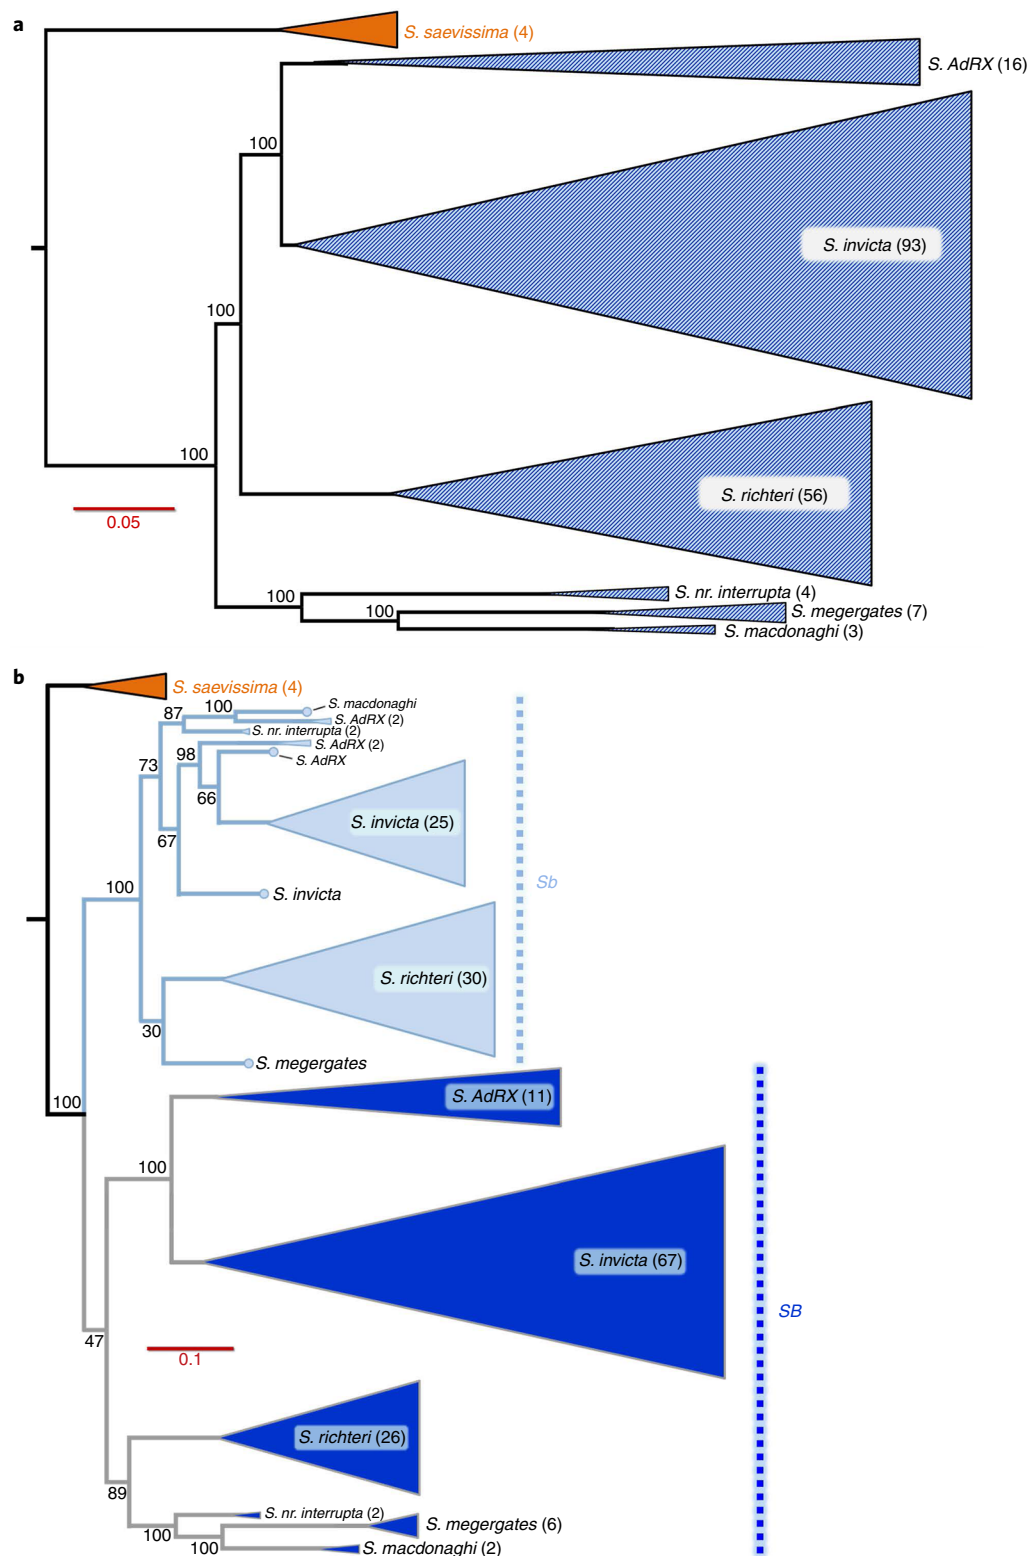 a
S. saevissima (4)
S. AdRX (16)
100
S. invicta (93)
100
100
S. richteri (56)
0.05
100
S. nr. interrupta (4)
100
S. megergates (7)
S. macdonaghi (3)
b
S. saevissima (4)
S. macdonaghi
100
87
S. AdRX (2)
S. nr. interrupta (2)
S. AdRX (2)
98
S. AdRX
73
66
S. invicta (25)
67
Sb
100
S. invicta
S. richteri (30)
30
S. megergates
S. AdRX (11)
100
100
S. invicta (67)
SB
47
0.1
S. richteri (26)
89
S. nr. interrupta (2)
S. megergates (6)
100
100
S. macdonaghi (2)